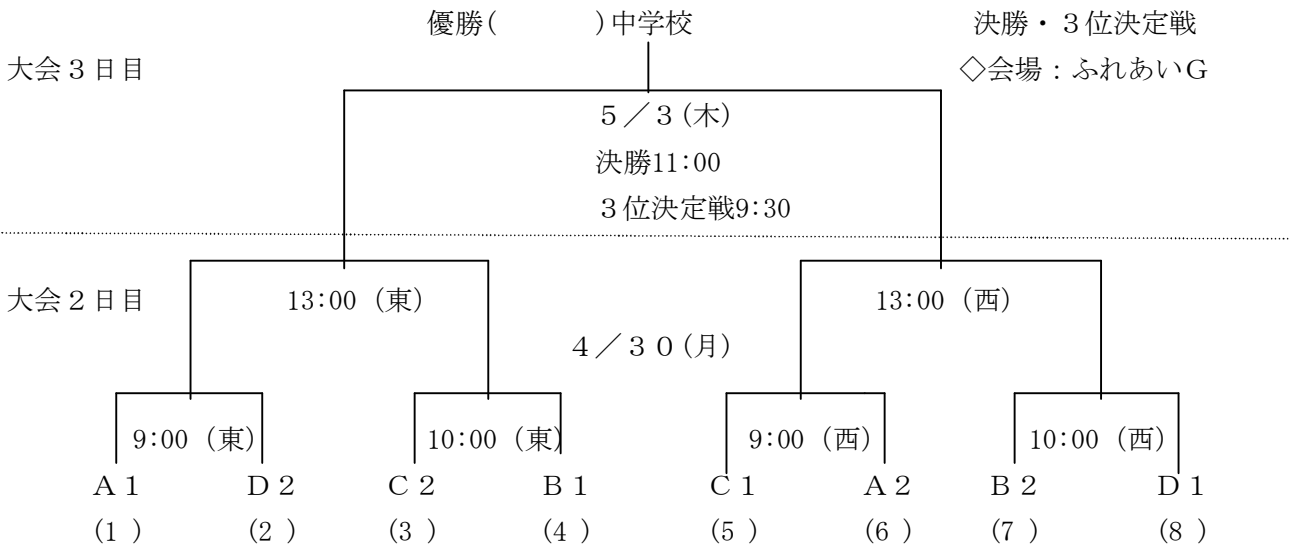 優勝(　　　　)中学校　　決勝・３位決定戦
大会３日目　　◇会場：ふれあいＧ
５／３(木)
決勝11:00
３位決定戦9:30
大会２日目　　13:00（東）　　13:00（西）
４／３０(月)
9:00（東）　　10:00（東）　　9:00（西）　　10:00（西）
Ａ１　　Ｄ２　　Ｃ２　　Ｂ１　　Ｃ１　　Ａ２　　Ｂ２　　Ｄ１
(1 )　　(2 )　　(3 )　　(4 )　　(5 )　　(6 )　　(7 )　　(8 )